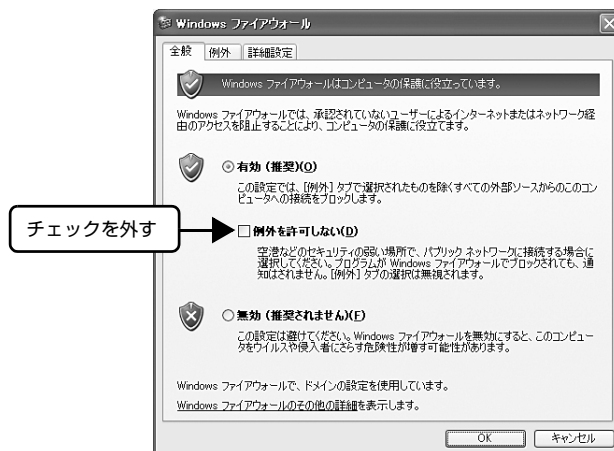 Windows ファイアウォール
全般 例外 詳細設定
Windows ファイアウォールはコンピュータの保護に役立っています。
Windows ファイアウォールでは、承認されていないユーザーによるインターネットまたはネットワーク経
由のアクセスを阻止することにより、コンピュータの保護に役立てます。
有効 (推奨)(O)
この設定では、[例外] タブで選択されたものを除くすべての外部ソースからのこのコン
ピュータへの接続をブロックします。
チェックを外す
例外を許可しない(D)
空港などのセキュリティの弱い場所で、パブリック ネットワークに接続する場合に
選択してください。プログラムが Windows ファイアウォールでブロックされても、通
知はされません。[例外] タブの選択は無視されます。
無効 (推奨されません)(F)
この設定は避けてください。Windows ファイアウォールを無効にすると、このコンピュー
タをウイルスや侵入者にさらす危険性が増す可能性があります。
Windows ファイアウォールで、ドメインの設定を使用しています。
Windows ファイアウォールのその他の詳細を表示します。
OK キャンセル